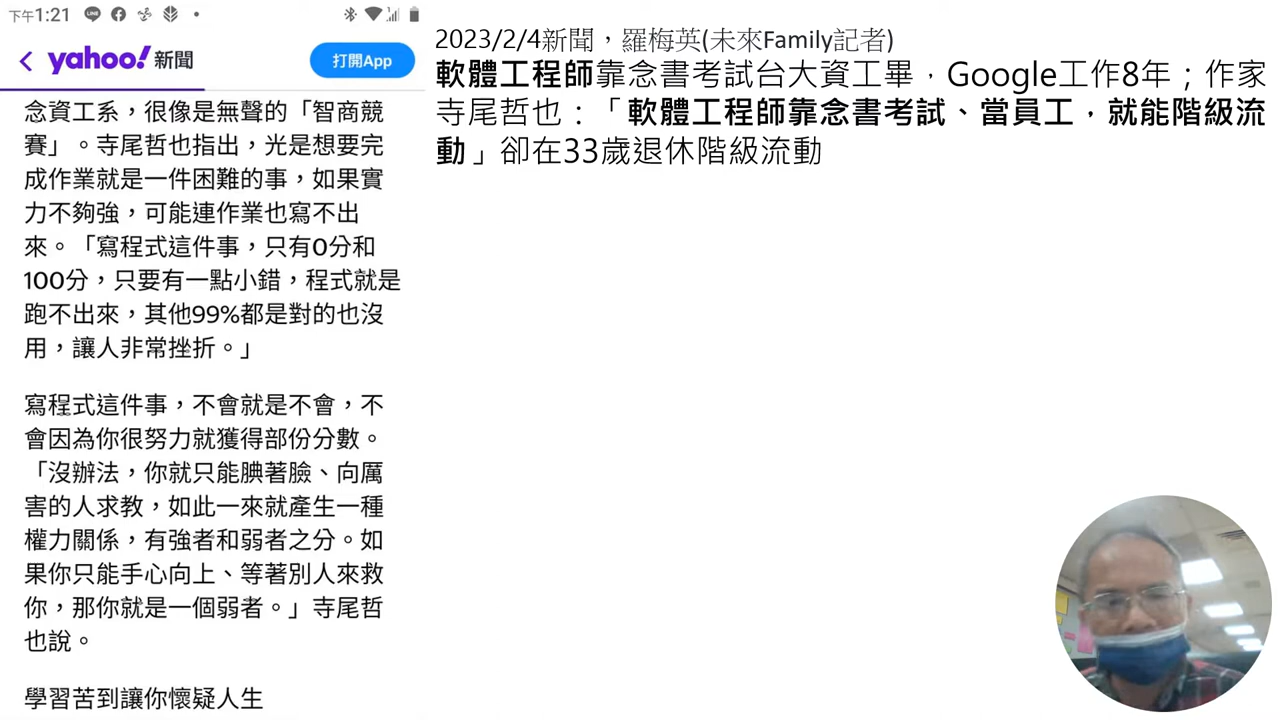 下午1:21
yahoo!新聞
打開App
念資工系，很像是無聲的「智商競
賽」。寺尾哲也指出，光是想要完
成作業就是一件困難的事，如果實
力不夠強，可能連作業也寫不出
來。「寫程式這件事，只有0分和
100分，只要有一點小錯，程式就是
跑不出來，其他99%都是對的也沒
用，讓人非常挫折。」
寫程式這件事，不會就是不會，不
會因為你很努力就獲得部份分數。
「沒辦法，你就只能腆著臉、向厲
害的人求教，如此一來就產生一種
權力關係，有強者和弱者之分。如
果你只能手心向上、等著別人來救
你，那你就是一個弱者。」寺尾哲
也說。
學習苦到讓你懷疑人生
2023/2/4新聞，羅梅英(未來Family記者)
軟體工程師靠念書考試台大資工畢，Google工作8年；作家
寺尾哲也：「軟體工程師靠念書考試、當員工，就能階級流
動」卻在33歲退休階級流動